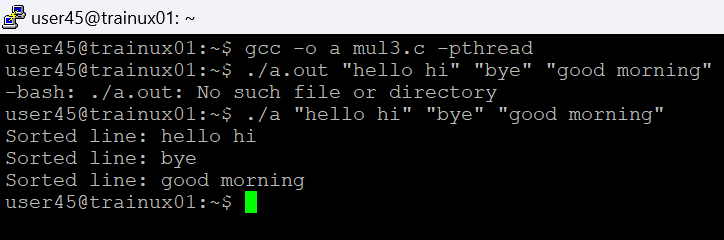 user45@trainux01: ~
user45@trainux01:~$ gcc -o a mul3.c -pthread
user45@trainux01:~$ ./a.out "hello hi" "bye" "good morning"
-bash: ./a.out: No such file or directory
user45@trainux01:~$ ./a "hello hi" "bye" "good morning"
Sorted line: hello hi
Sorted line: bye
Sorted line: good morning
user45@trainux01:~$